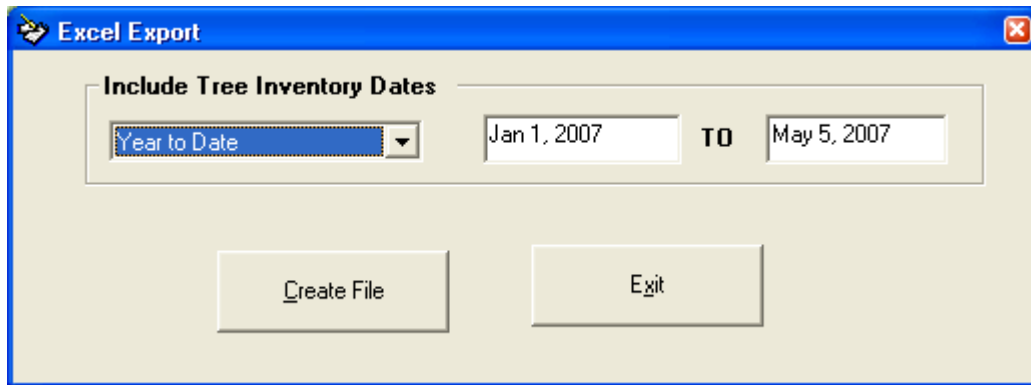 Excel Export
Include Tree Inventory Dates
Year to Date Jan 1, 2007 TO May 5, 2007
Create File Exit